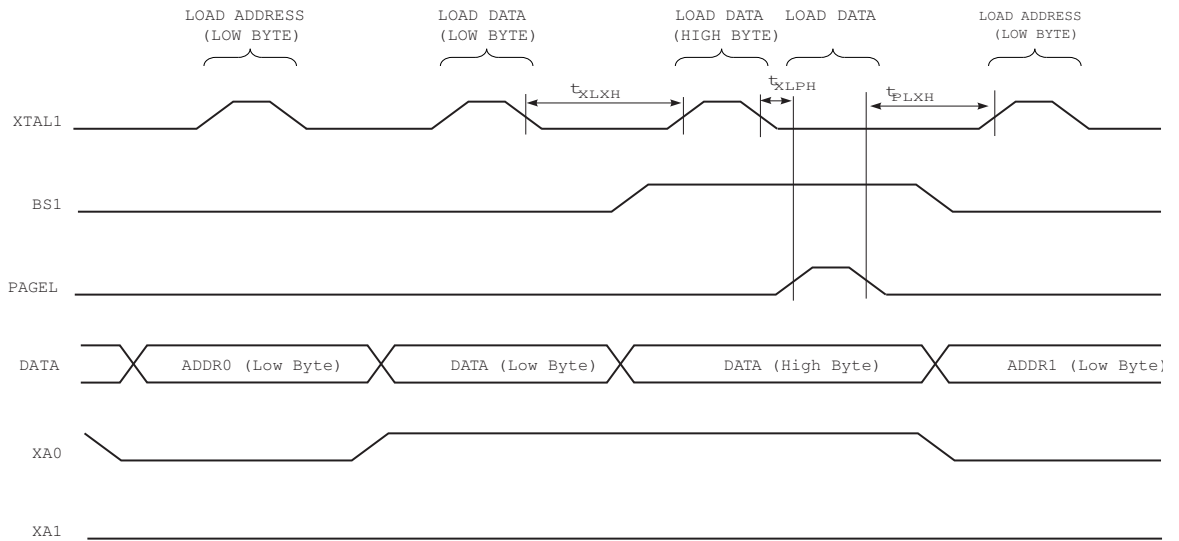 LOAD ADDRESS
(LOW BYTE)
LOAD DATA
(LOW BYTE)
LOAD DATA
(HIGH BYTE)
LOAD DATA
LOAD ADDRESS
(LOW BYTE)
tXLXH
tXLPH
tPLXH
XTAL1
BS1
PAGEL
DATA
ADDR0 (Low Byte)
DATA (Low Byte)
DATA (High Byte)
ADDR1 (Low Byte)
XA0
XA1